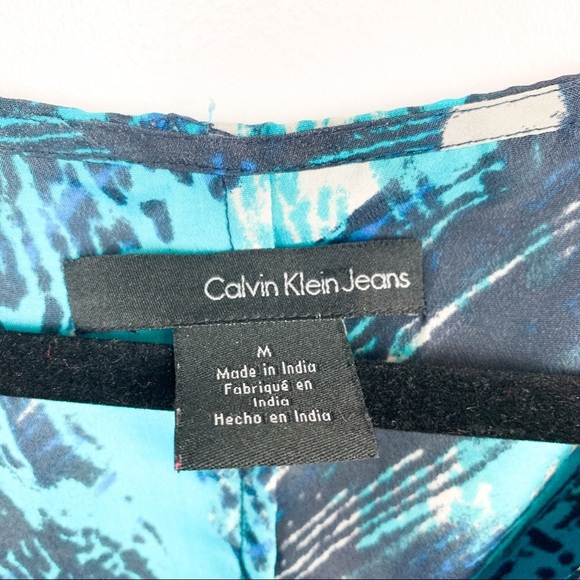 Calvin Klein Jeans
M
Made in India
Fabriqué en
India
Hecho en India